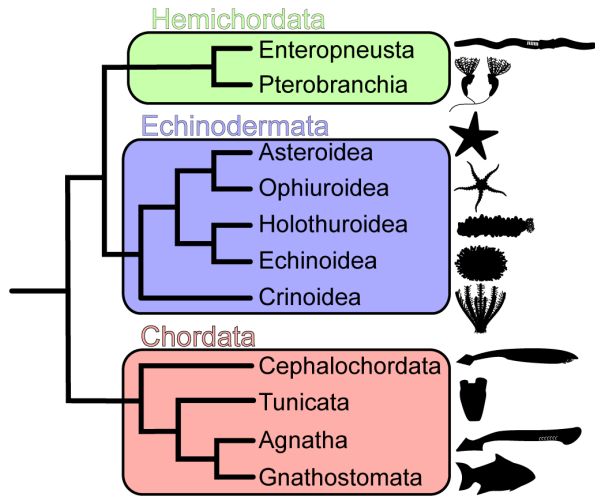 Hemichordata
Enteropneusta
Pterobranchia
Echinodermata
Asteroidea
Ophiuroidea
Holothuroidea
Echinoidea
Crinoidea
Chordata
Cephalochordata
Tunicata
Agnatha
Gnathostomata